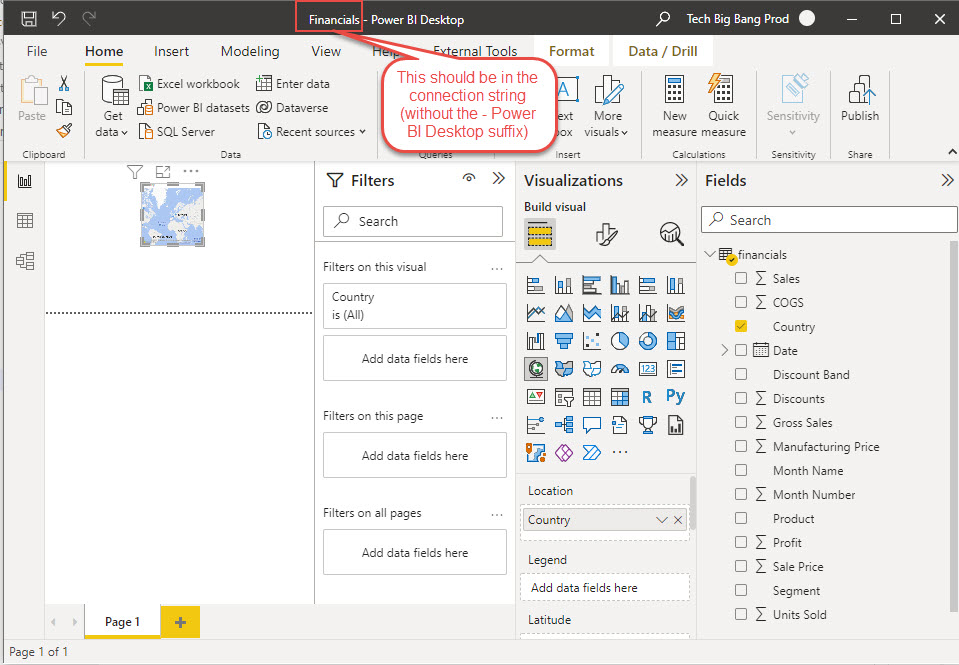 Financials - Power BI Desktop
Tech Big Bang Prod
File
Home
Insert
Modeling
View
Help
External Tools
Format
Data / Drill
This should be in the
connection string
(without the - Power
BI Desktop suffix)
Paste
Get
data
Excel workbook
Power BI datasets
SQL Server
Enter data
Dataverse
Recent sources
More
visuals
New
measure
Quick
measure
Sensitivity
Publish
Clipboard
Data
Queries
Insert
Calculations
Sensitivity
Share
Filters
Search
Filters on this visual
Country
is (All)
Add data fields here
Filters on this page
Add data fields here
Filters on all pages
Add data fields here
Visualizations
Build visual
123
R
Py
Location
Country
Legend
Add data fields here
Latitude
Fields
Search
financials
Sales
COGS
Country
Date
Discount Band
Discounts
Gross Sales
Manufacturing Price
Month Name
Month Number
Product
Profit
Sale Price
Segment
Units Sold
Page 1
Page 1 of 1